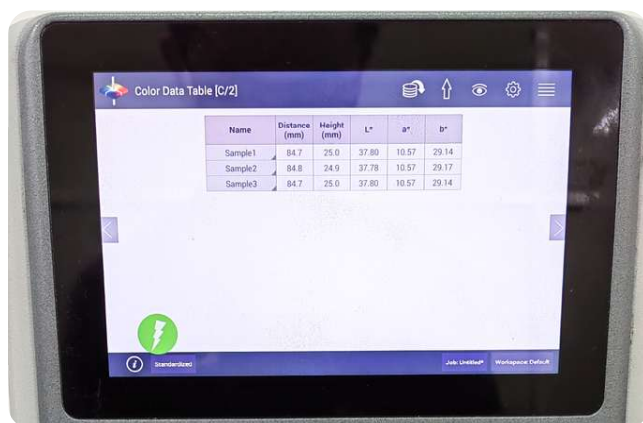 Color Data Table [C/2]
Name Distance (mm) Height (mm) L* a* b*
Sample1 84.7 25.0 37.80 10.57 29.14
Sample2 84.8 24.9 37.78 10.57 29.17
Sample3 84.7 25.0 37.80 10.57 29.14
i Standardized Job: Untitled* Workspace: Default